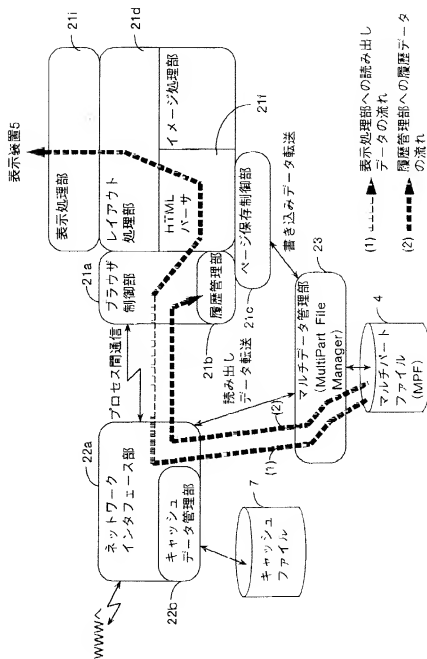 表示装置5
21i
表示処理部
21d
レイアウト
処理部
イメージ処理部
21f
HTML
パーサ
21a
ブラウザ
制御部
履歴管理部
21b
ページ保存制御部
21c
プロセス間通信
読み出し
データ転送
書き込みデータ転送
22a
ネットワーク
インタフェース部
キャッシュ
データ管理部
22b
WWWへ
7
キャッシュ
ファイル
23
マルチデータ管理部
(MultiPart File
Manager)
4
マルチパート
ファイル
(MPF)
(1)
(2)
(1) 表示処理部への読み出し
データの流れ
(2) 履歴管理部への履歴データ
の流れ